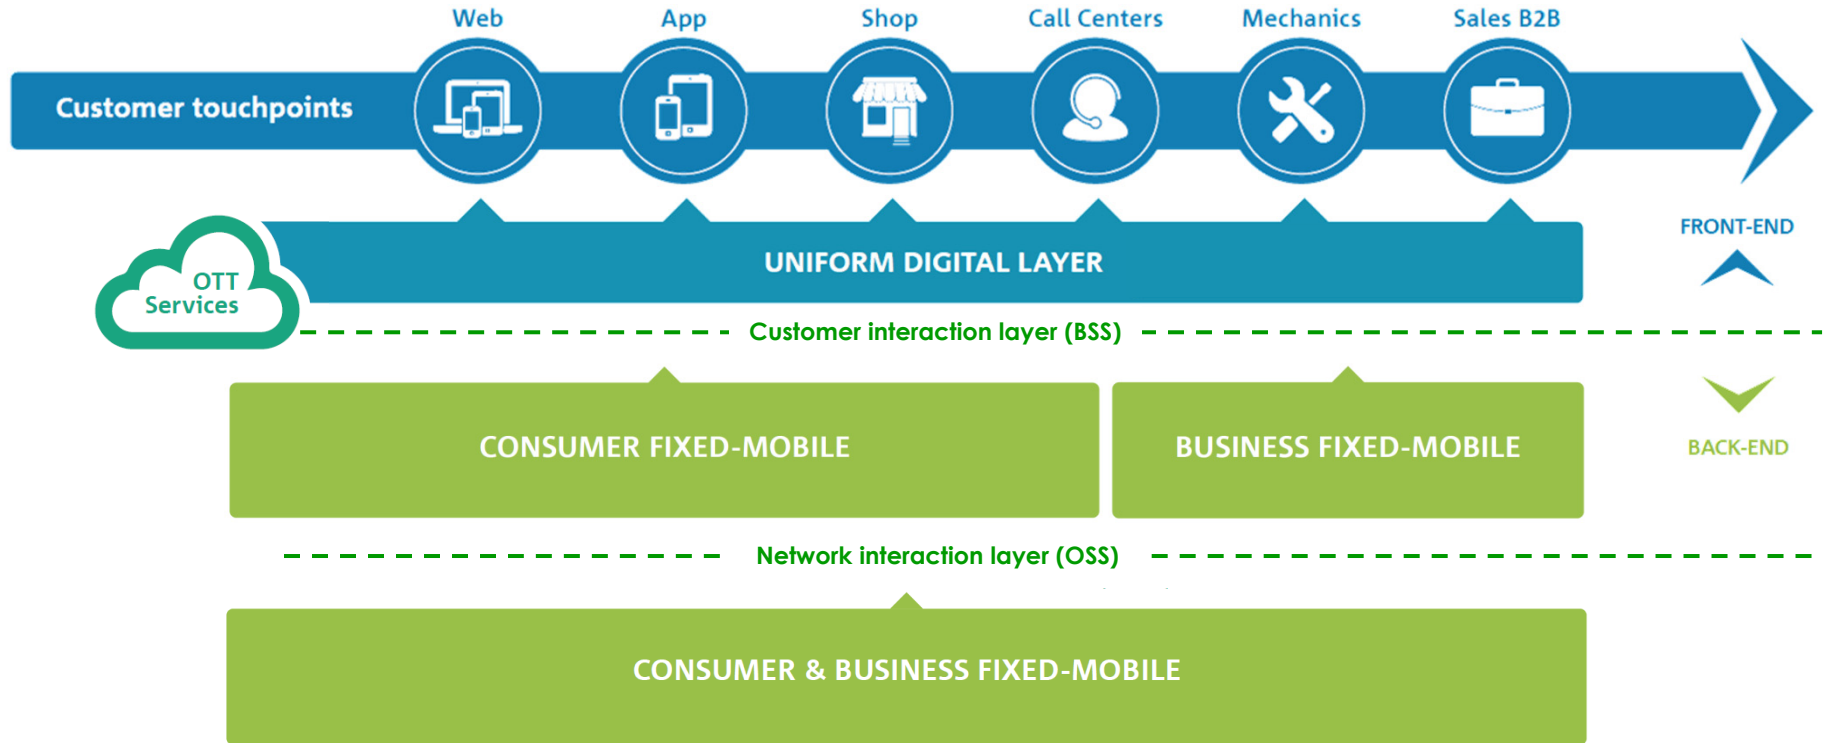 Web
App
Shop
Call Centers
Mechanics
Sales B2B
Customer touchpoints
FRONT-END
UNIFORM DIGITAL LAYER
OTT
Services
Customer interaction layer (BSS)
CONSUMER FIXED-MOBILE
BUSINESS FIXED-MOBILE
BACK-END
Network interaction layer (OSS)
CONSUMER & BUSINESS FIXED-MOBILE